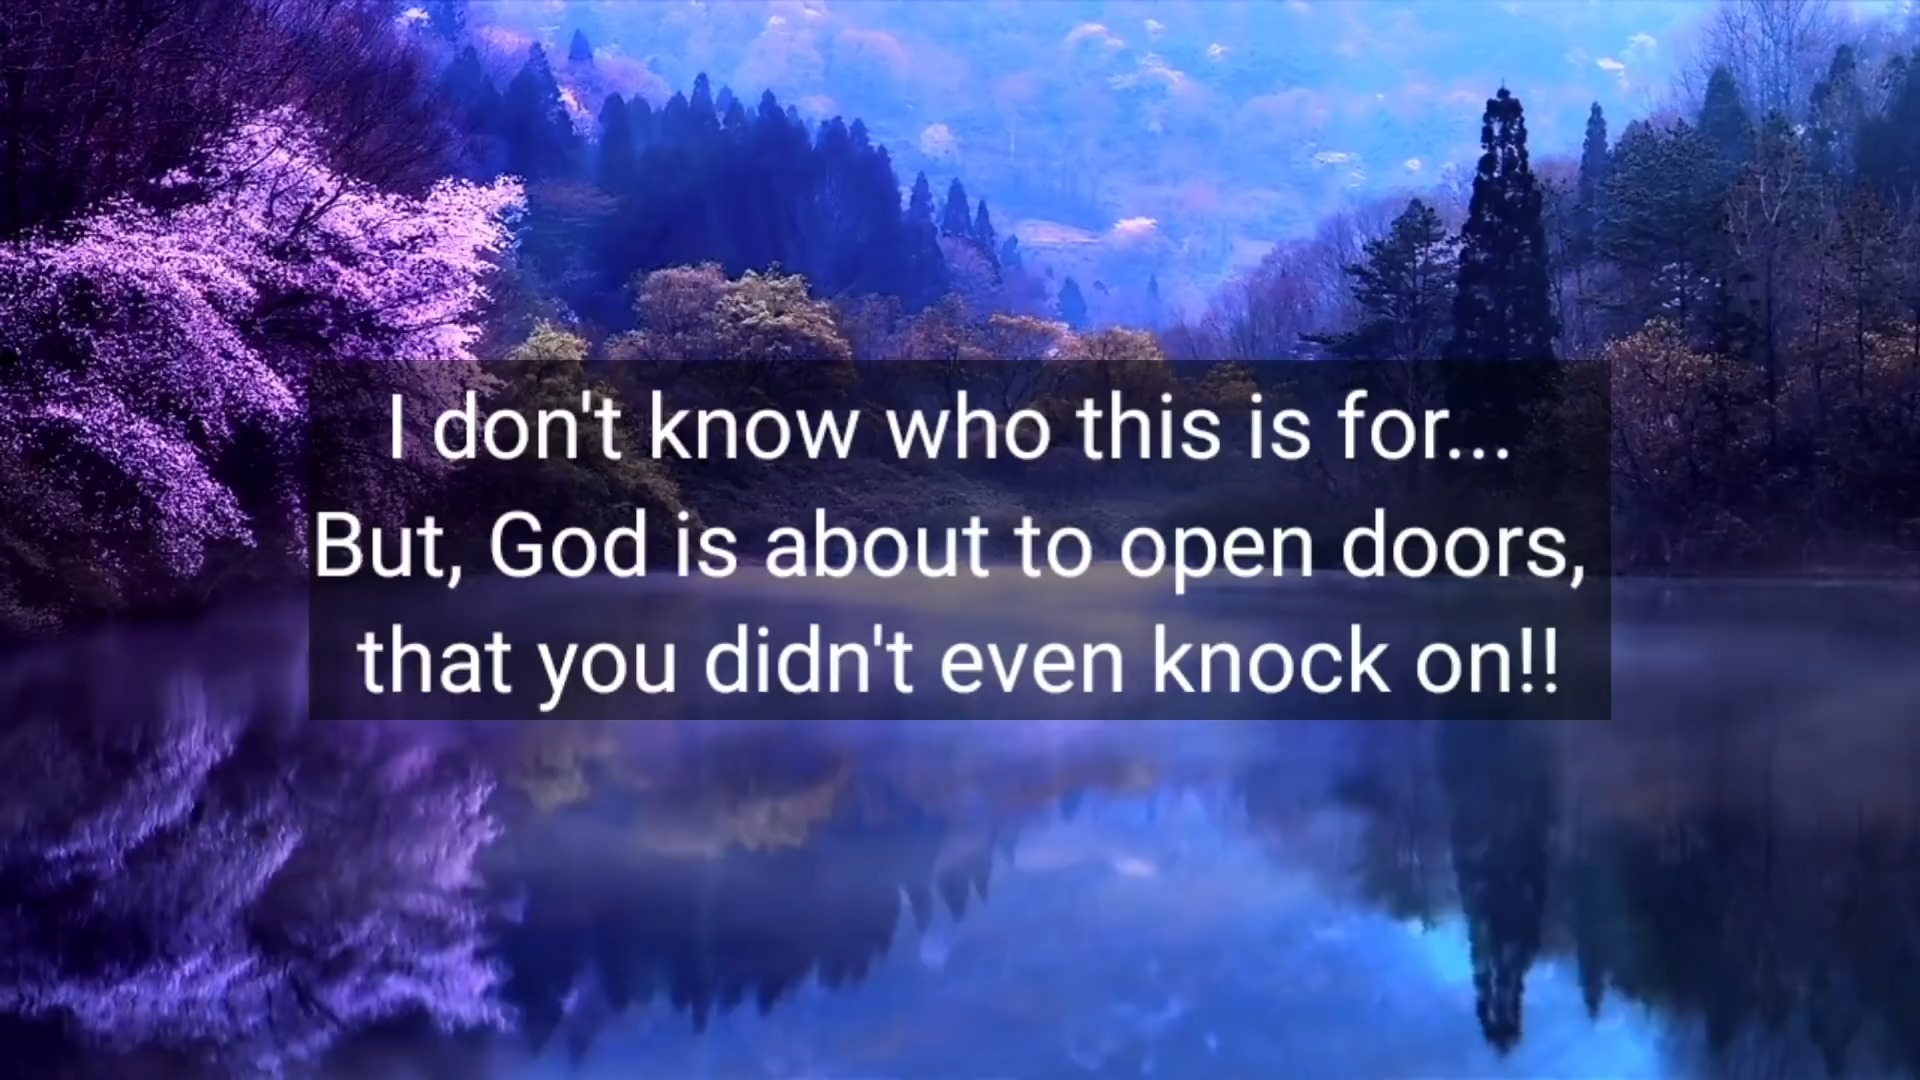 I don't know who this is for...
But, God is about to open doors,
that you didn't even knock on!!